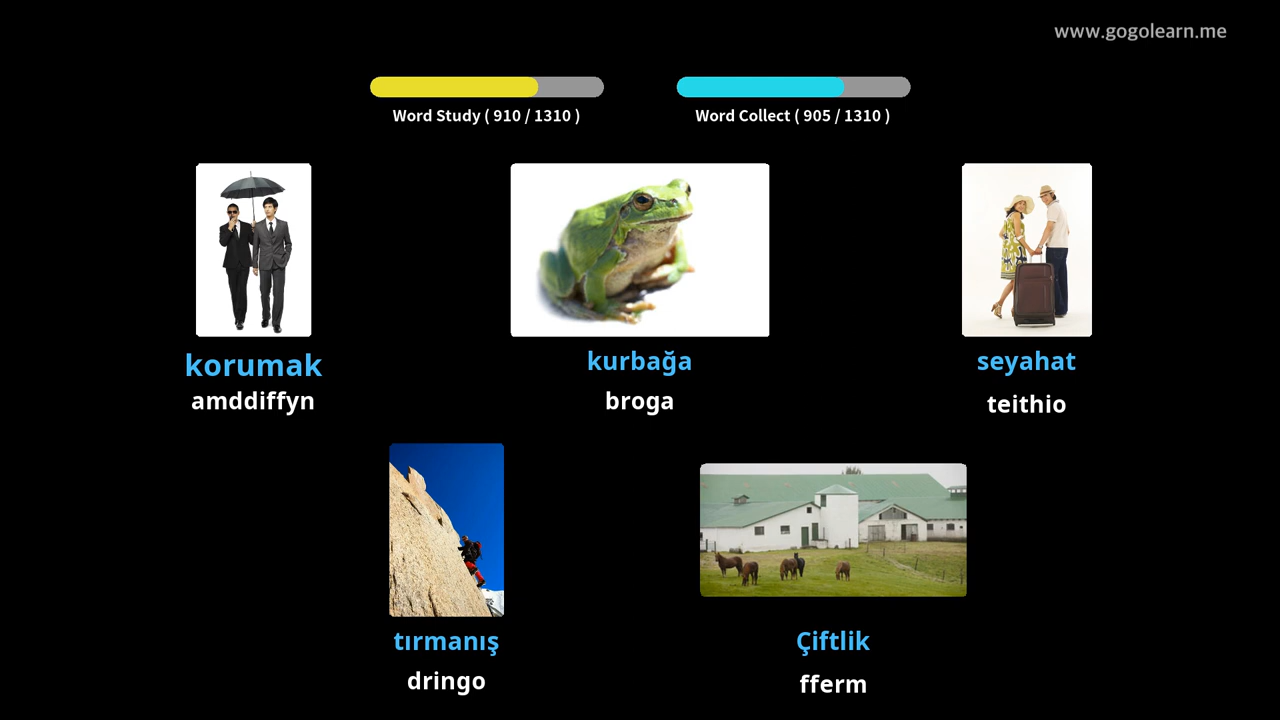 www.gogolearn.me
Word Study ( 910 / 1310 )
Word Collect ( 905 / 1310 )
korumak
amddiffyn
kurbağa
broga
seyahat
teithio
tırmanış
dringo
Çiftlik
fferm